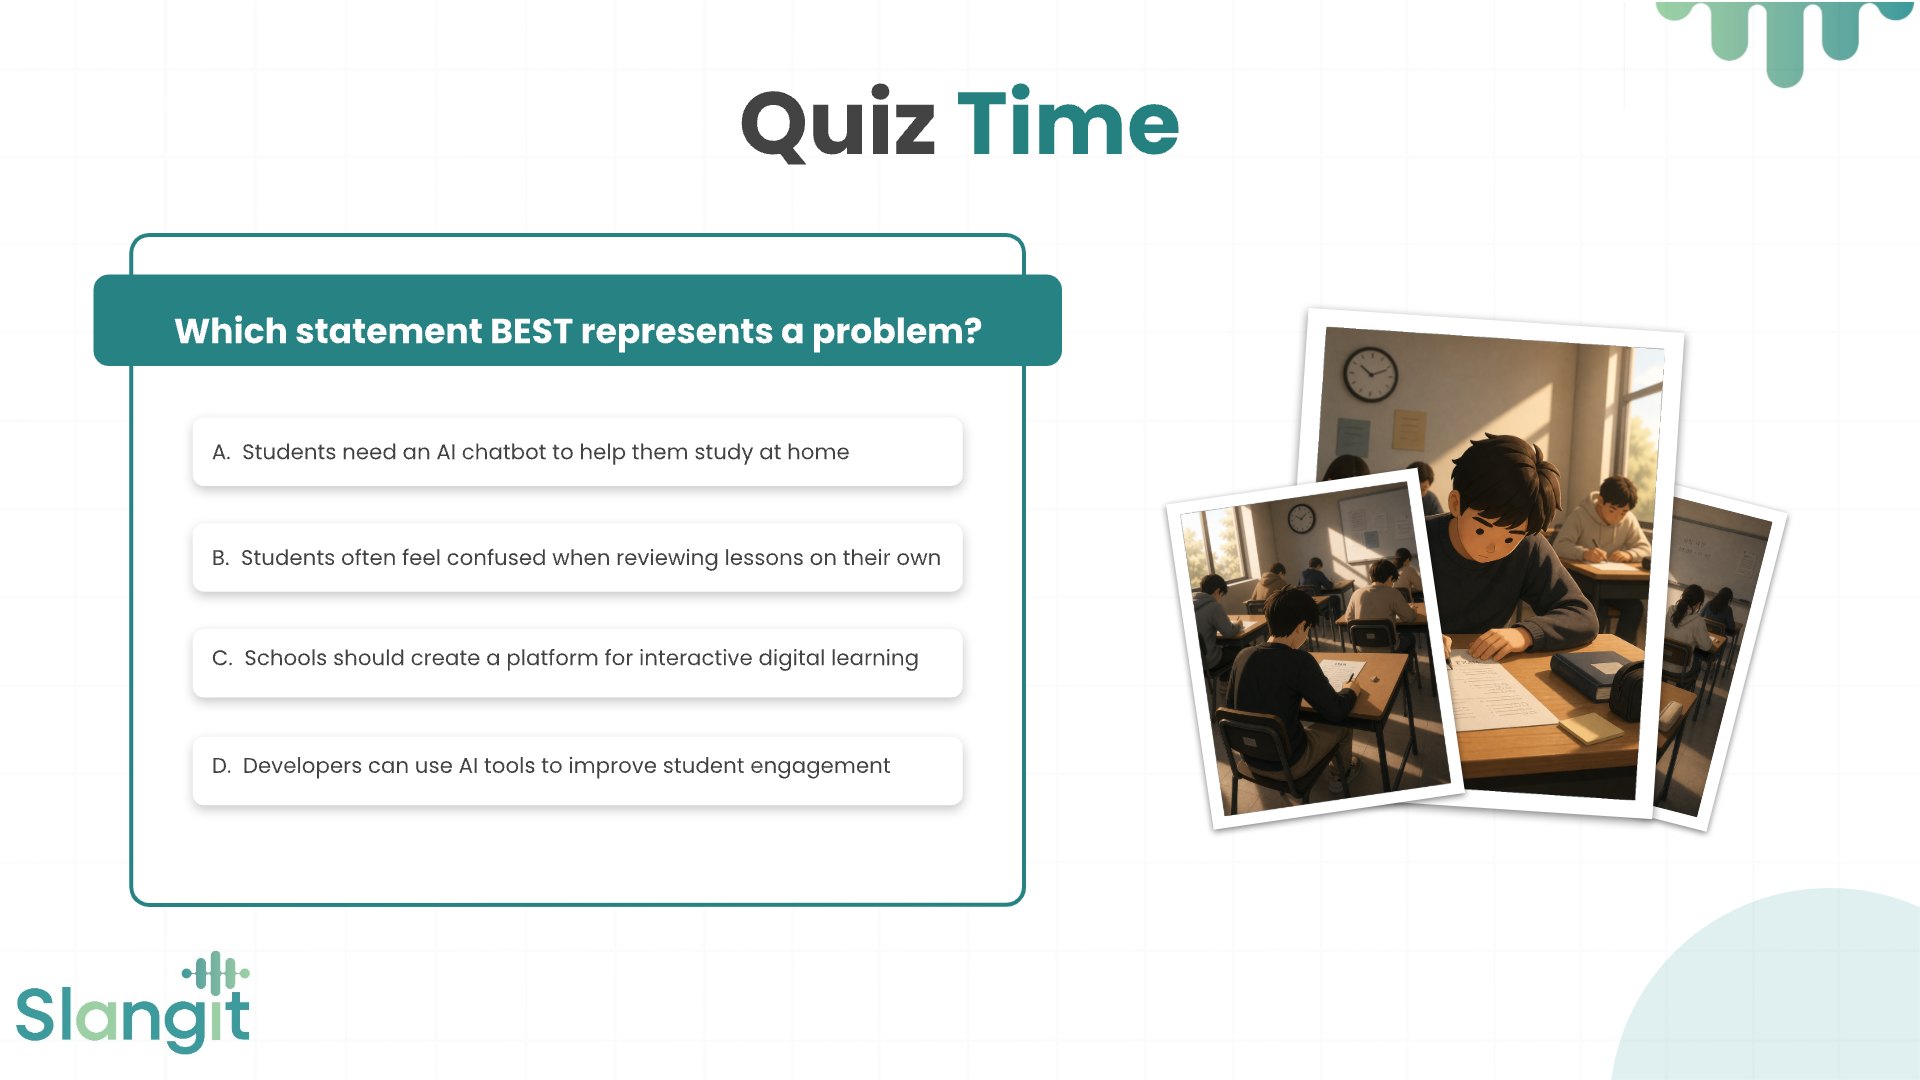 Quiz Time
Which statement BEST represents a problem?
A. Students need an AI chatbot to help them study at home
B. Students often feel confused when reviewing lessons on their own
C. Schools should create a platform for interactive digital learning
D. Developers can use AI tools to improve student engagement
Slangit